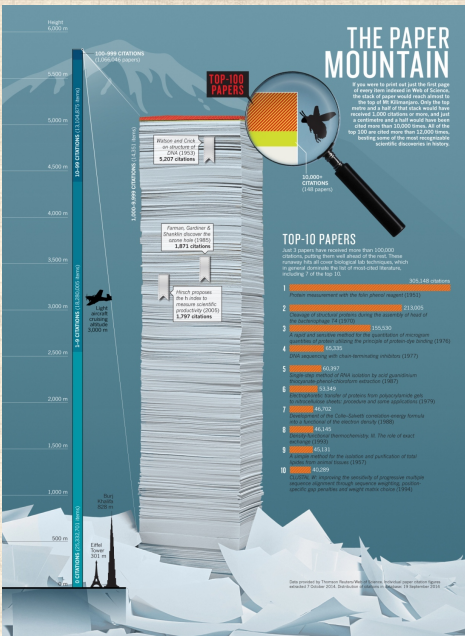 THE PAPER
MOUNTAIN
If you were to print out just the first page
of every item indexed in Web of Science,
the stack of paper would reach almost to
the top of Mt Kilimanjaro. Only the top
metre and a half of that stack would have
received 1,000 citations or more, and just
a centimetre and a half would have been
cited more than 10,000 times. All of the
top 100 are cited more than 12,000 times,
besting some of the most recognizable
scientific discoveries in history.
Height
6,000 m
5,500 m
5,000 m
4,500 m
4,000 m
3,500 m
3,000 m
2,500 m
2,000 m
1,500 m
1,000 m
500 m
100-999 CITATIONS
10-99 CITATIONS
1-9 CITATIONS
0 CITATIONS
1,000-9,999 CITATIONS
TOP-100
PAPERS
10,000+
CITATIONS
(148 papers)
Watson and Crick
on structure of
DNA (1953)
5,207 citations
Farman, Gardiner &
Shanklin discover the
ozone hole (1985)
1,871 citations
Hirsch proposes
the h index to
measure scientific
productivity (2005)
1,797 citations
Light
aircraft
cruising
altitude
3,000 m
Burj
Khalifa
828 m
Eiffel
Tower
301 m
TOP-10 PAPERS
Just 3 papers have received more than 100,000
citations, putting them well ahead of the rest. These
runaway hits all cover biological lab techniques, which
in general dominate the list of most-cited literature,
including 7 of the top 10.
305,148 citations
1
Protein measurement with the folin phenol reagent (1951)
213,005
2
Cleavage of structural proteins during the assembly of head of
the bacteriophage T4 (1970)
155,530
3
A rapid and sensitive method for the quantitation of microgram
quantities of protein utilizing the principle of protein-dye binding (1976)
65,335
4
DNA sequencing with chain-terminating inhibitors (1977)
60,397
5
Single-step method of RNA isolation by acid guanidinium
thiocyanate-phenol-chloroform extraction (1987)
53,349
6
Electrophoretic transfer of proteins from polyacrylamide gels
to nitrocellulose sheets: procedure and some applications (1979)
46,702
7
Development of the Colle-Salvetti correlation-energy formula
into a functional of the electron density (1988)
46,145
8
Density-functional thermochemistry. III. The role of exact
exchange (1993)
45,131
9
A simple method for the isolation and purification of total
lipides from animal tissues (1957)
40,289
10
CLUSTAL W: improving the sensitivity of progressive multiple
sequence alignment through sequence weighting, position-
specific gap penalties and weight matrix choice (1994)
Data provided by Thomson Reuters/Web of Science. Individual paper citation figures
extracted 7 October 2014. Distribution of citations in database: 19 September 2014